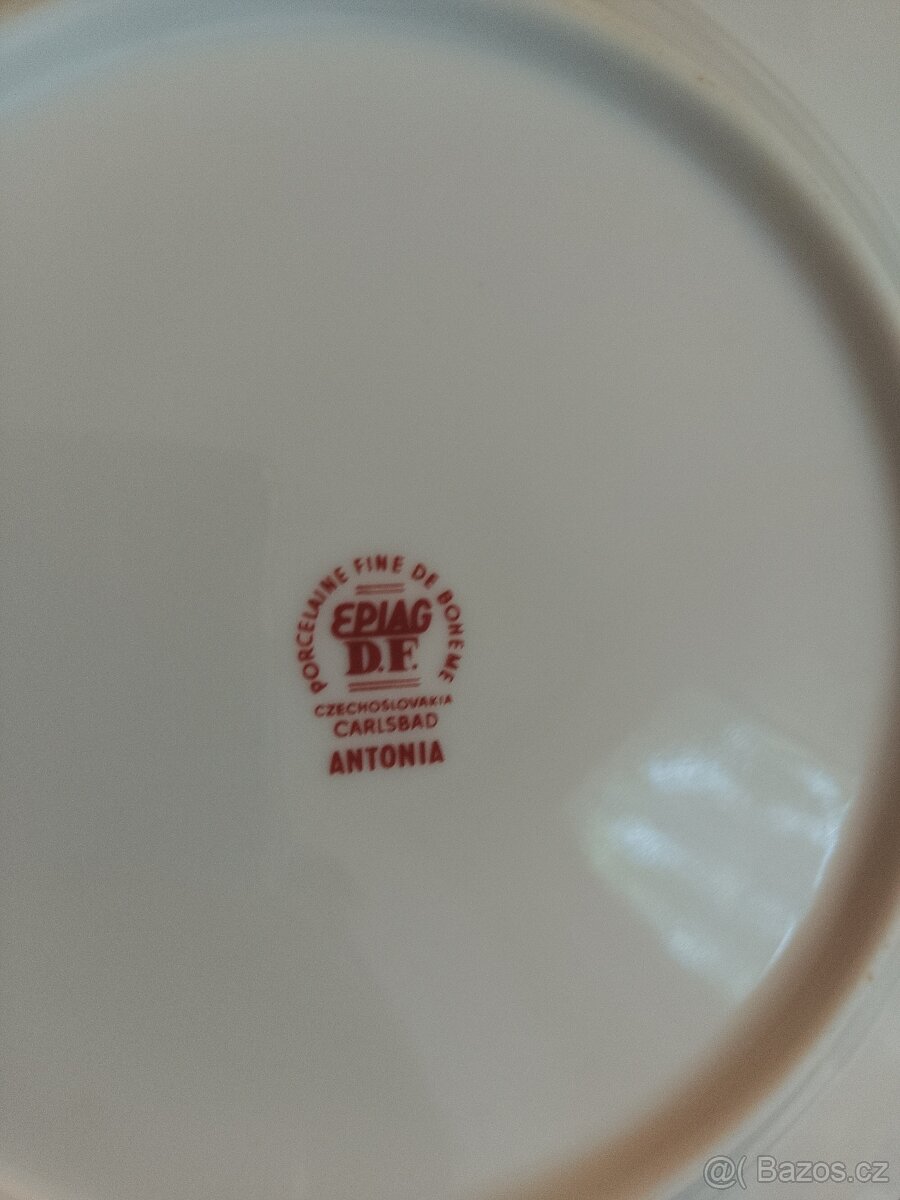 PORCELAINE FINE DE BOHEME
EPIAG
D.F.
CZECHOSLOVAKIA
CARLSBAD
ANTONIA
@( Bazos.cz